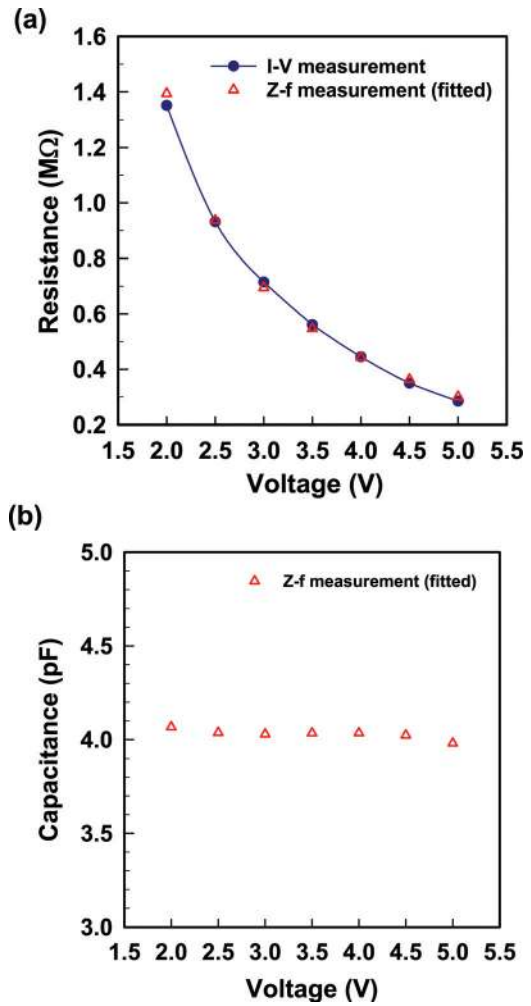 (a)
1.6
1.4
1.2
1.0
0.8
0.6
0.4
0.2
Resistance (MΩ)
I-V measurement
Z-f measurement (fitted)
1.5 2.0 2.5 3.0 3.5 4.0 4.5 5.0 5.5
Voltage (V)
(b)
5.0
4.5
4.0
3.5
3.0
Capacitance (pF)
Z-f measurement (fitted)
1.5 2.0 2.5 3.0 3.5 4.0 4.5 5.0 5.5
Voltage (V)